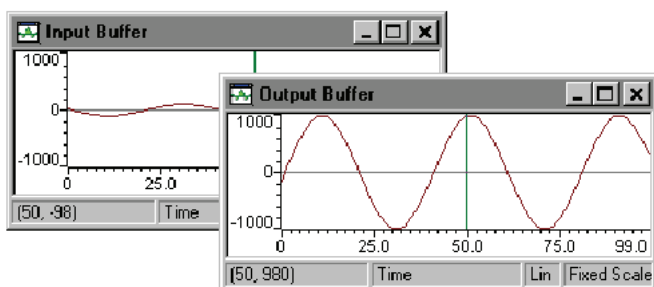 Input Buffer
1000
0
-1000
0 25.0
(50, -98) Time
Output Buffer
1000
0
-1000
0 25.0 50.0 75.0 99.0
(50, 980) Time Lin Fixed Scale